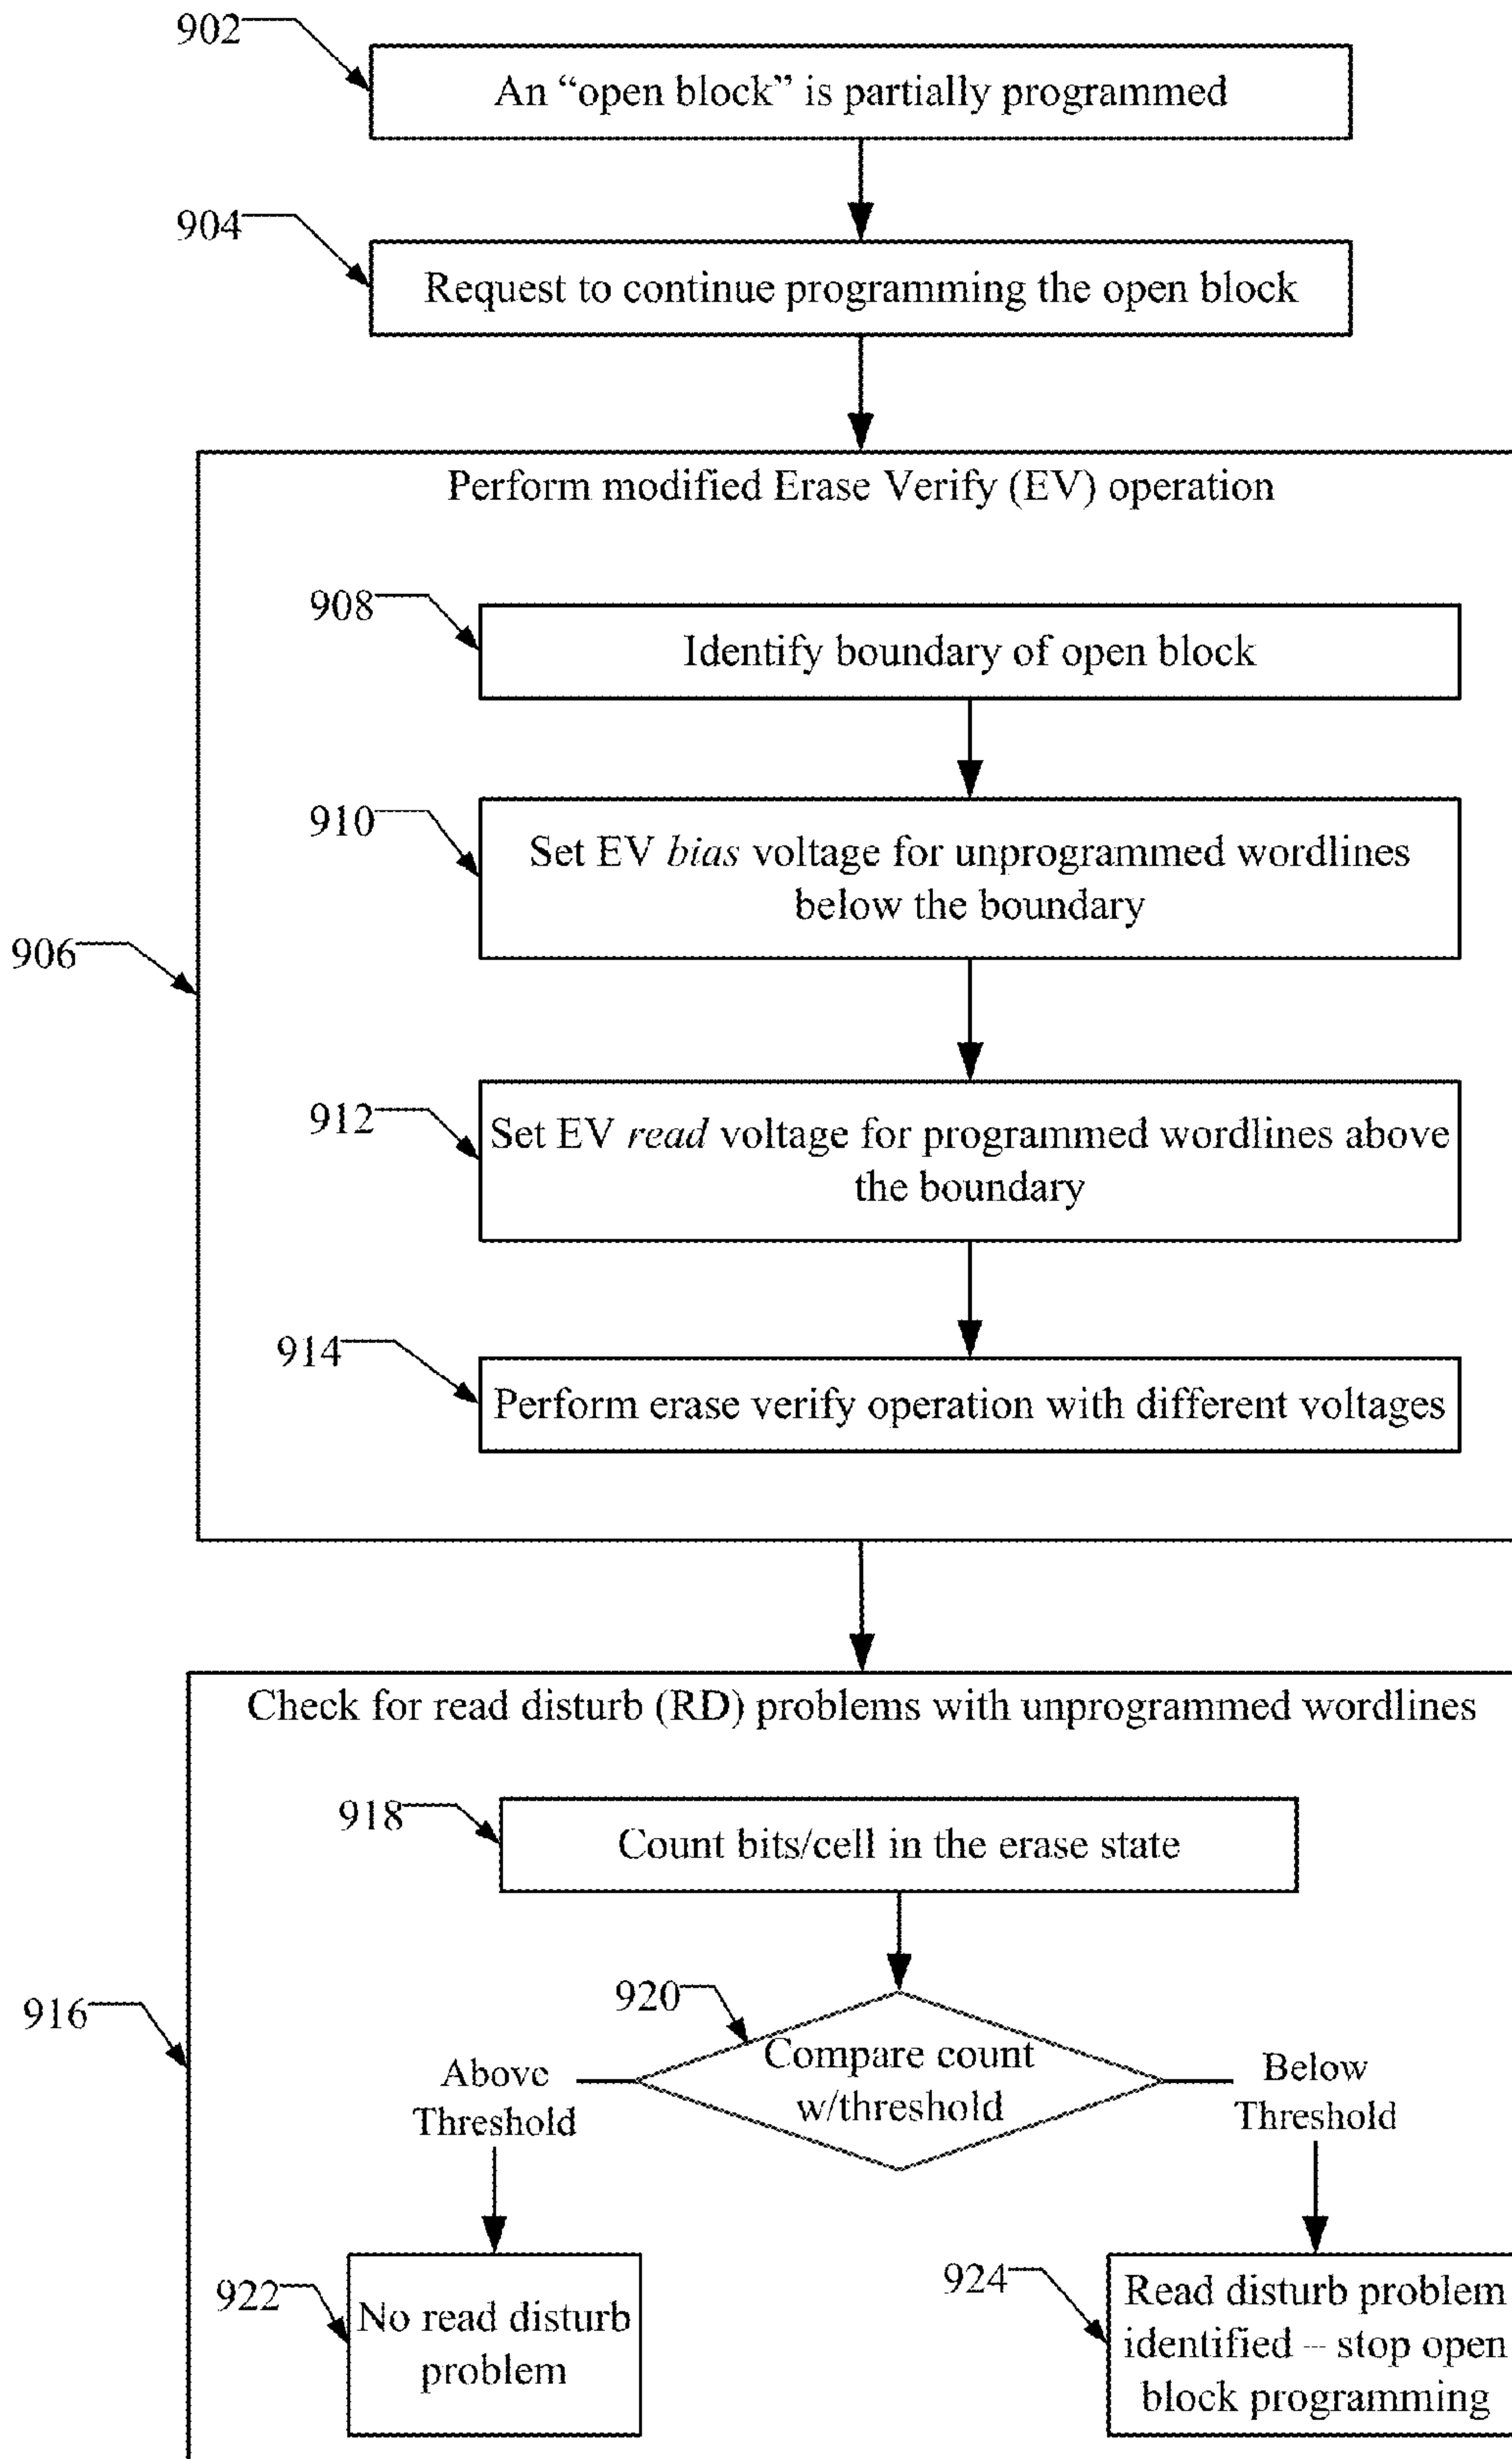 902
An “open block” is partially programmed
904
Request to continue programming the open block
Perform modified Erase Verify (EV) operation
908
Identify boundary of open block
910
Set EV bias voltage for unprogrammed wordlines
below the boundary
906
912
Set EV read voltage for programmed wordlines above
the boundary
914
Perform erase verify operation with different voltages
Check for read disturb (RD) problems with unprogrammed wordlines
918
Count bits/cell in the erase state
916
920
Compare count
w/threshold
Above
Threshold
Below
Threshold
922
No read disturb
problem
924
Read disturb problem
identified -- stop open
block programming